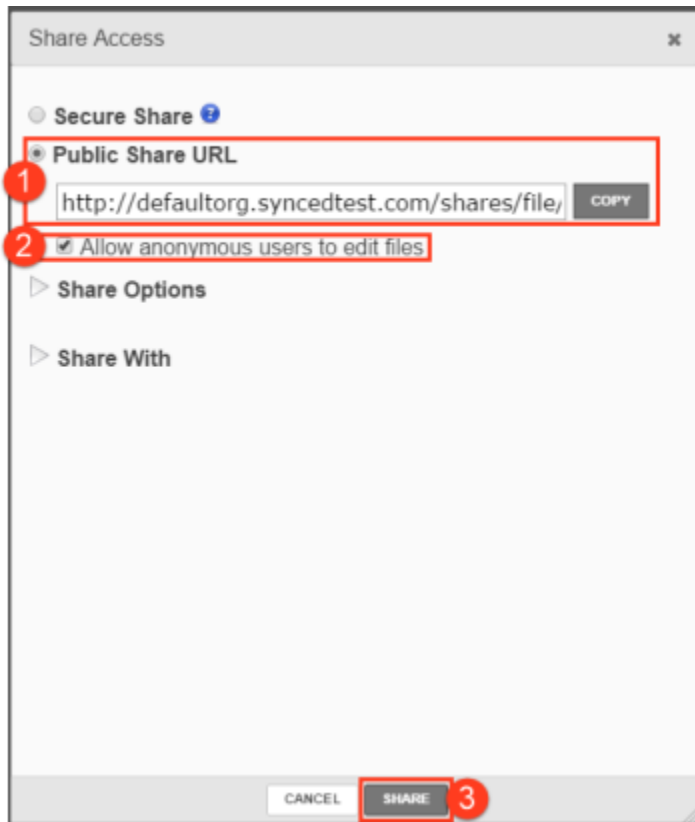 Share Access
Secure Share
Public Share URL
1
http://defaultorg.syncedtest.com/shares/file/
COPY
2
Allow anonymous users to edit files
Share Options
Share With
CANCEL
SHARE
3